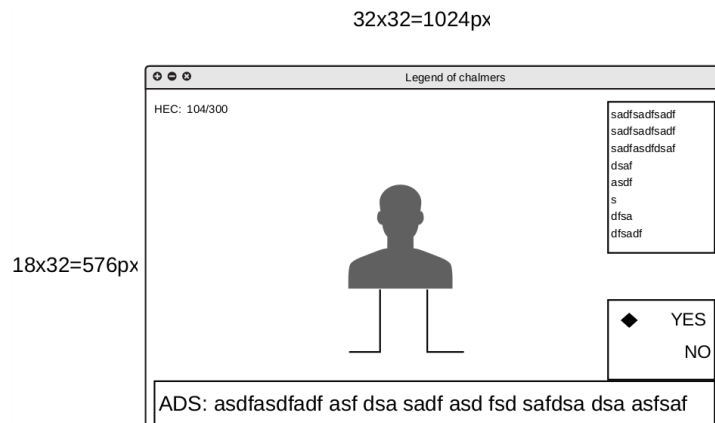 32x32=1024px
Legend of chalmers
HEC: 104/300
sadfsadfsadf
sadfsadfsadf
sadfasdfdsaf
dsaf
asdf
s
dfsa
dfsadf
18x32=576px
YES
NO
ADS: asdfasdfadf asf dsa sadf asd fsd safdsa dsa asfsaf